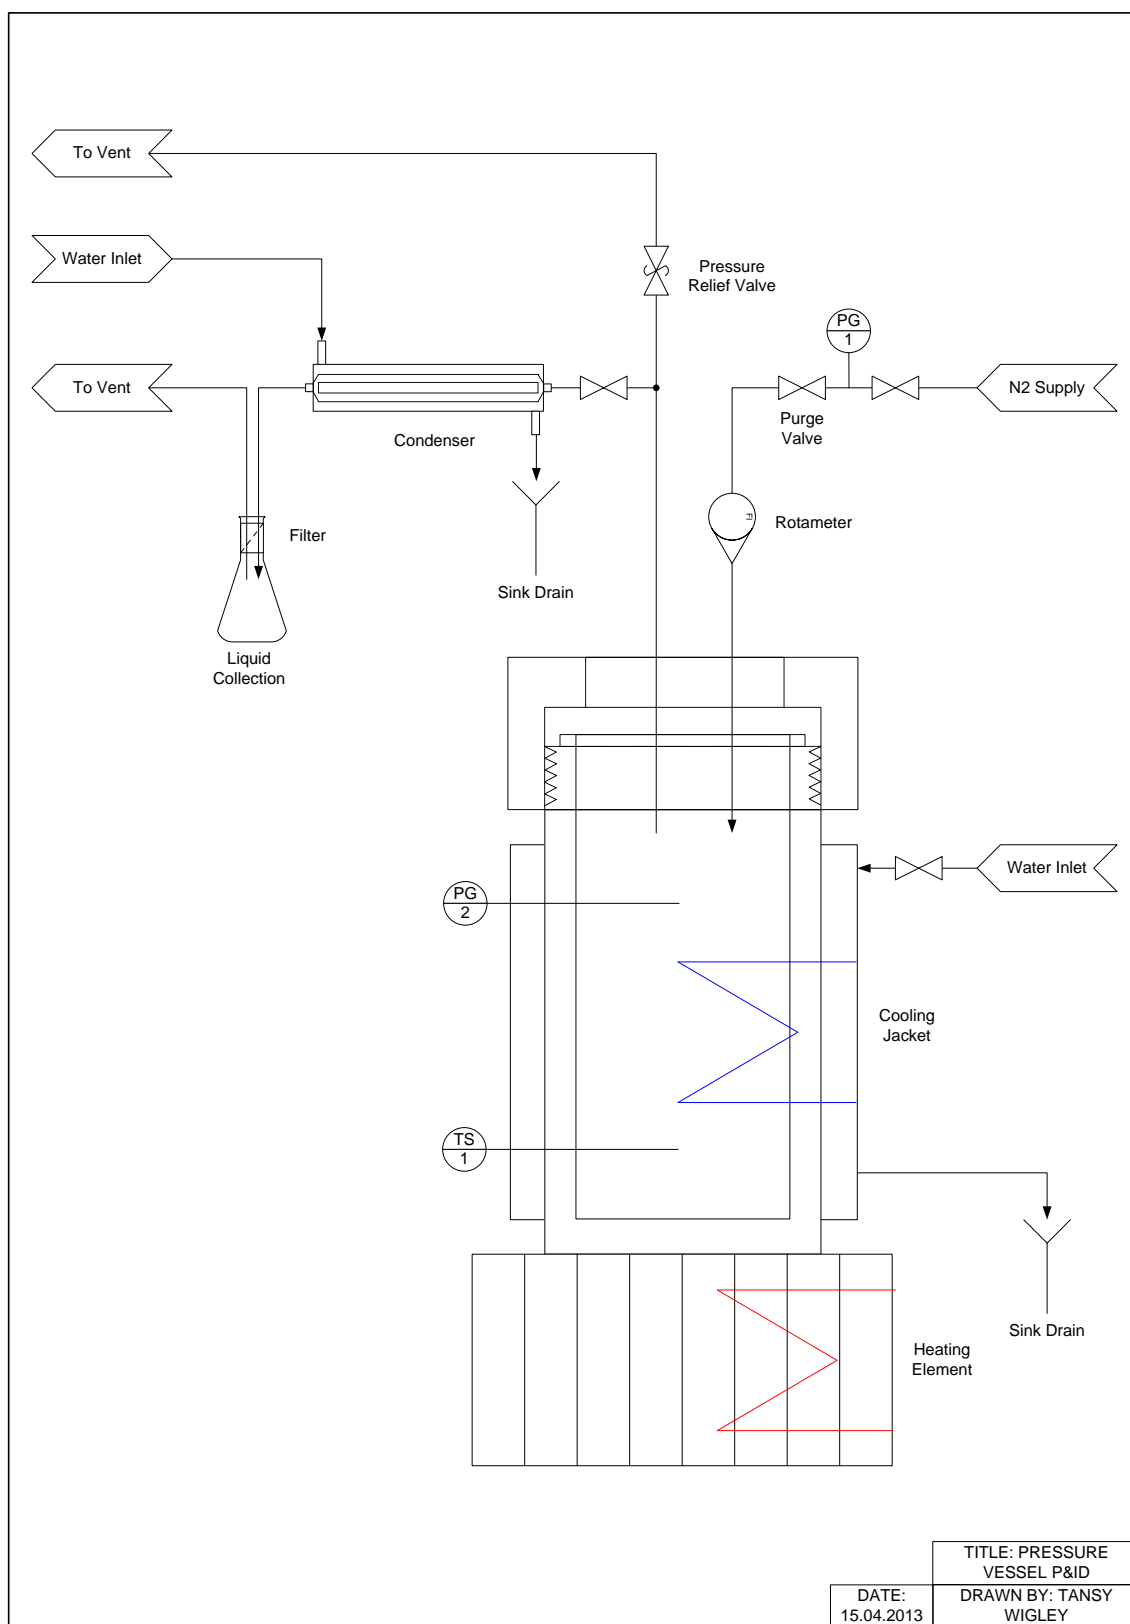 To Vent
Water Inlet
Pressure
Relief Valve
PG
1
To Vent
N2 Supply
Purge
Valve
Condenser
Rotameter
FI
Filter
Sink Drain
Liquid
Collection
Water Inlet
PG
2
Cooling
Jacket
TS
1
Sink Drain
Heating
Element
TITLE: PRESSURE
VESSEL P&ID
DATE:
15.04.2013
DRAWN BY: TANSY
WIGLEY